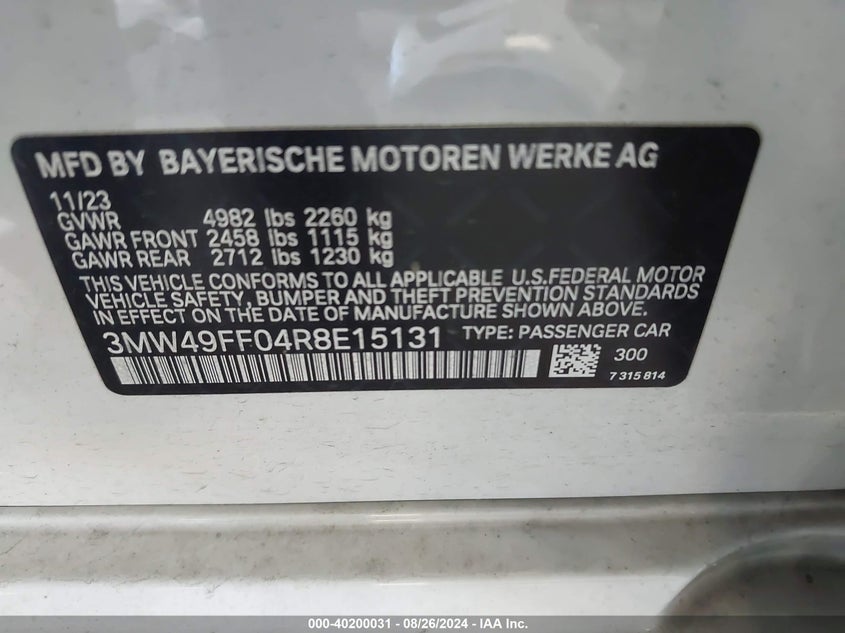 MFD BY BAYERISCHE MOTOREN WERKE AG
11/23
GVWR 4982 lbs 2260 kg
GAWR FRONT 2458 lbs 1115 kg
GAWR REAR 2712 lbs 1230 kg
THIS VEHICLE CONFORMS TO ALL APPLICABLE U.S. FEDERAL MOTOR
VEHICLE SAFETY, BUMPER AND THEFT PREVENTION STANDARDS
IN EFFECT ON THE DATE OF MANUFACTURE SHOWN ABOVE.
3MW49FF04R8E15131 TYPE: PASSENGER CAR
300
7 315 814
000-40200031 - 08/26/2024 - IAA, Inc.